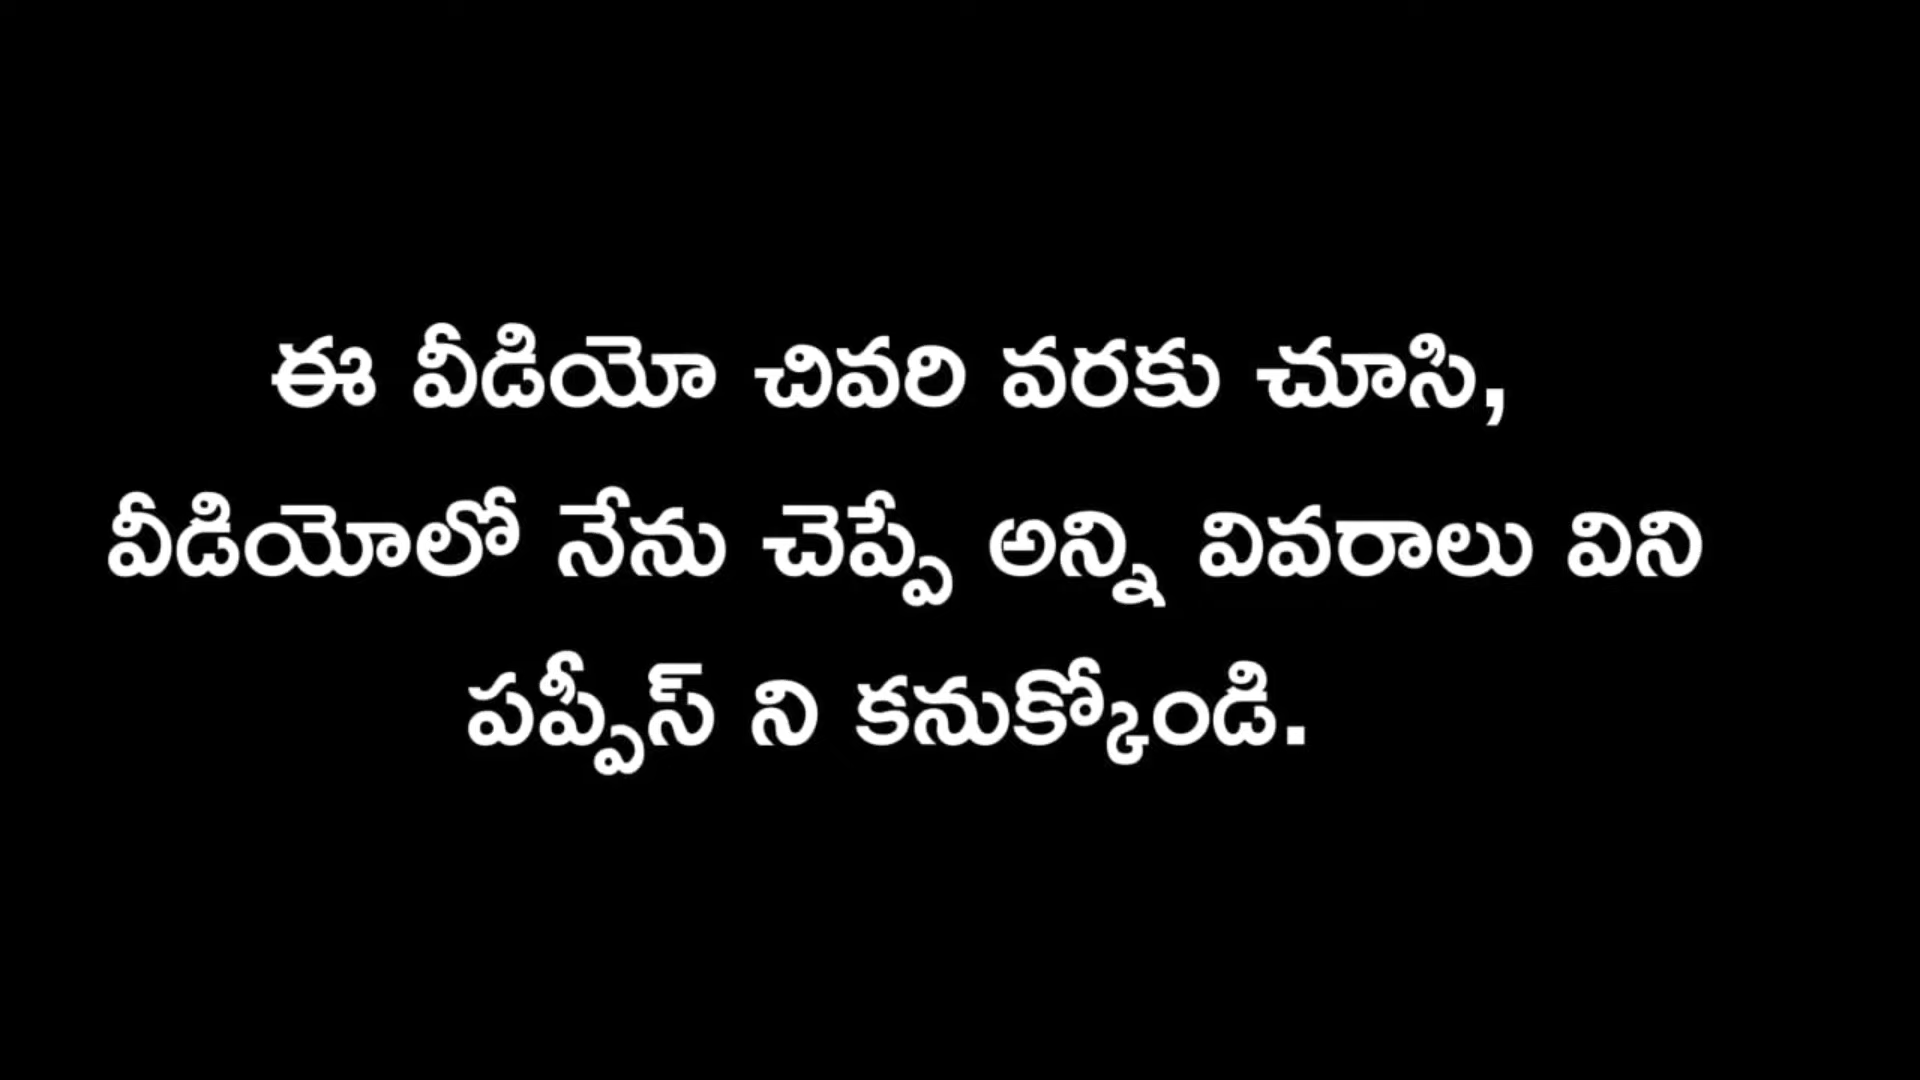 ఈ వీడియో చివరి వరకు చూసి,
వీడియోలో నేను చెప్పే అన్ని వివరాలు విని
పప్పీస్ ని కనుక్కోండి.